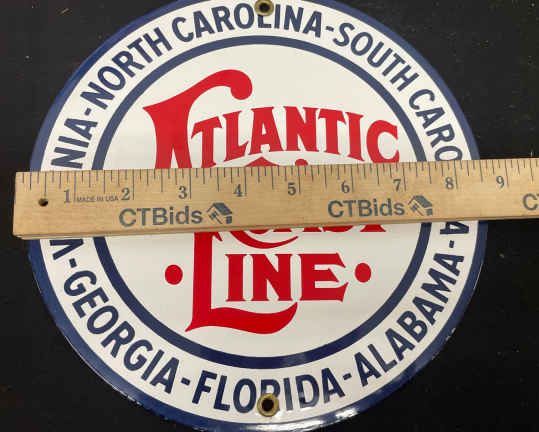 NIA-NORTH CAROLINA-SOUTH CARO
ATLANTIC
1 MADE IN USA 2 3 4 5 6 7 8 9
CTBids CTBids
• LINE •
GEORGIA-FLORIDA-ALABAMA-